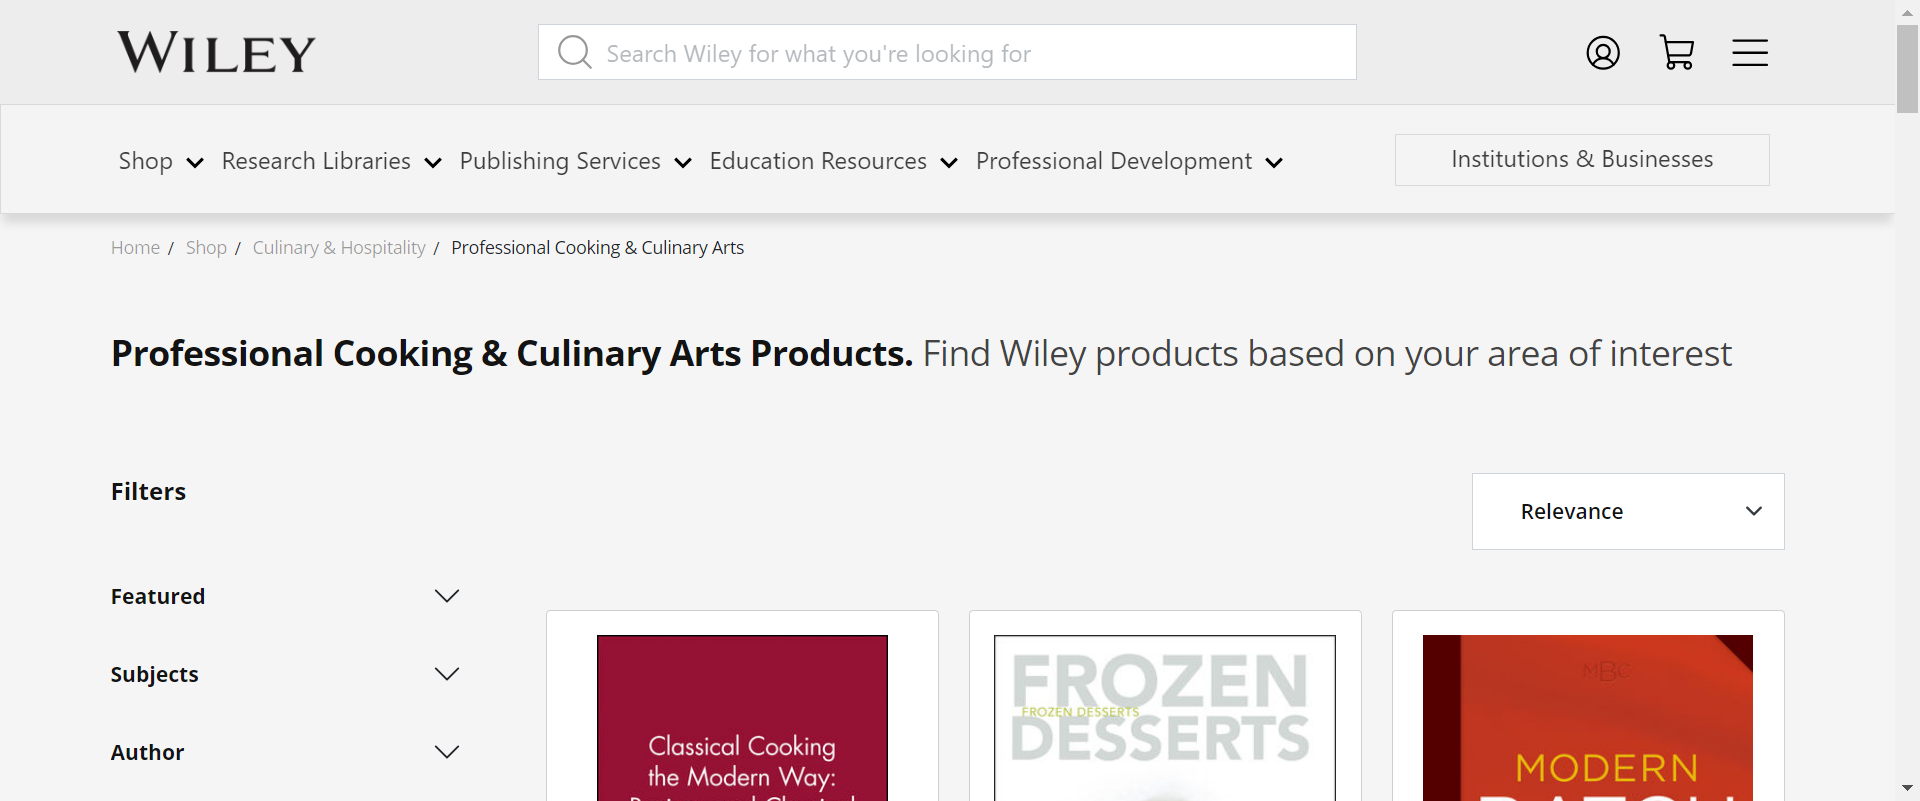 WILEY
Search Wiley for what you're looking for
Shop Research Libraries Publishing Services Education Resources Professional Development Institutions & Businesses
Home / Shop / Culinary & Hospitality / Professional Cooking & Culinary Arts
Professional Cooking & Culinary Arts Products. Find Wiley products based on your area of interest
Filters
Relevance
Featured
Subjects
Author
Classical Cooking
the Modern Way:
FROZEN
FROZEN DESSERTS
DESSERTS
MBC
MODERN